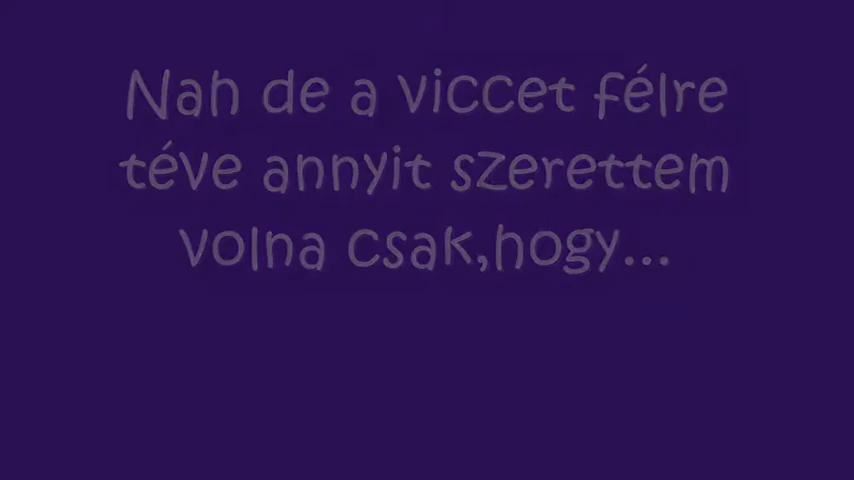 Nah de a viccet félre
téve annyit szerettem
volna csak,hogy...